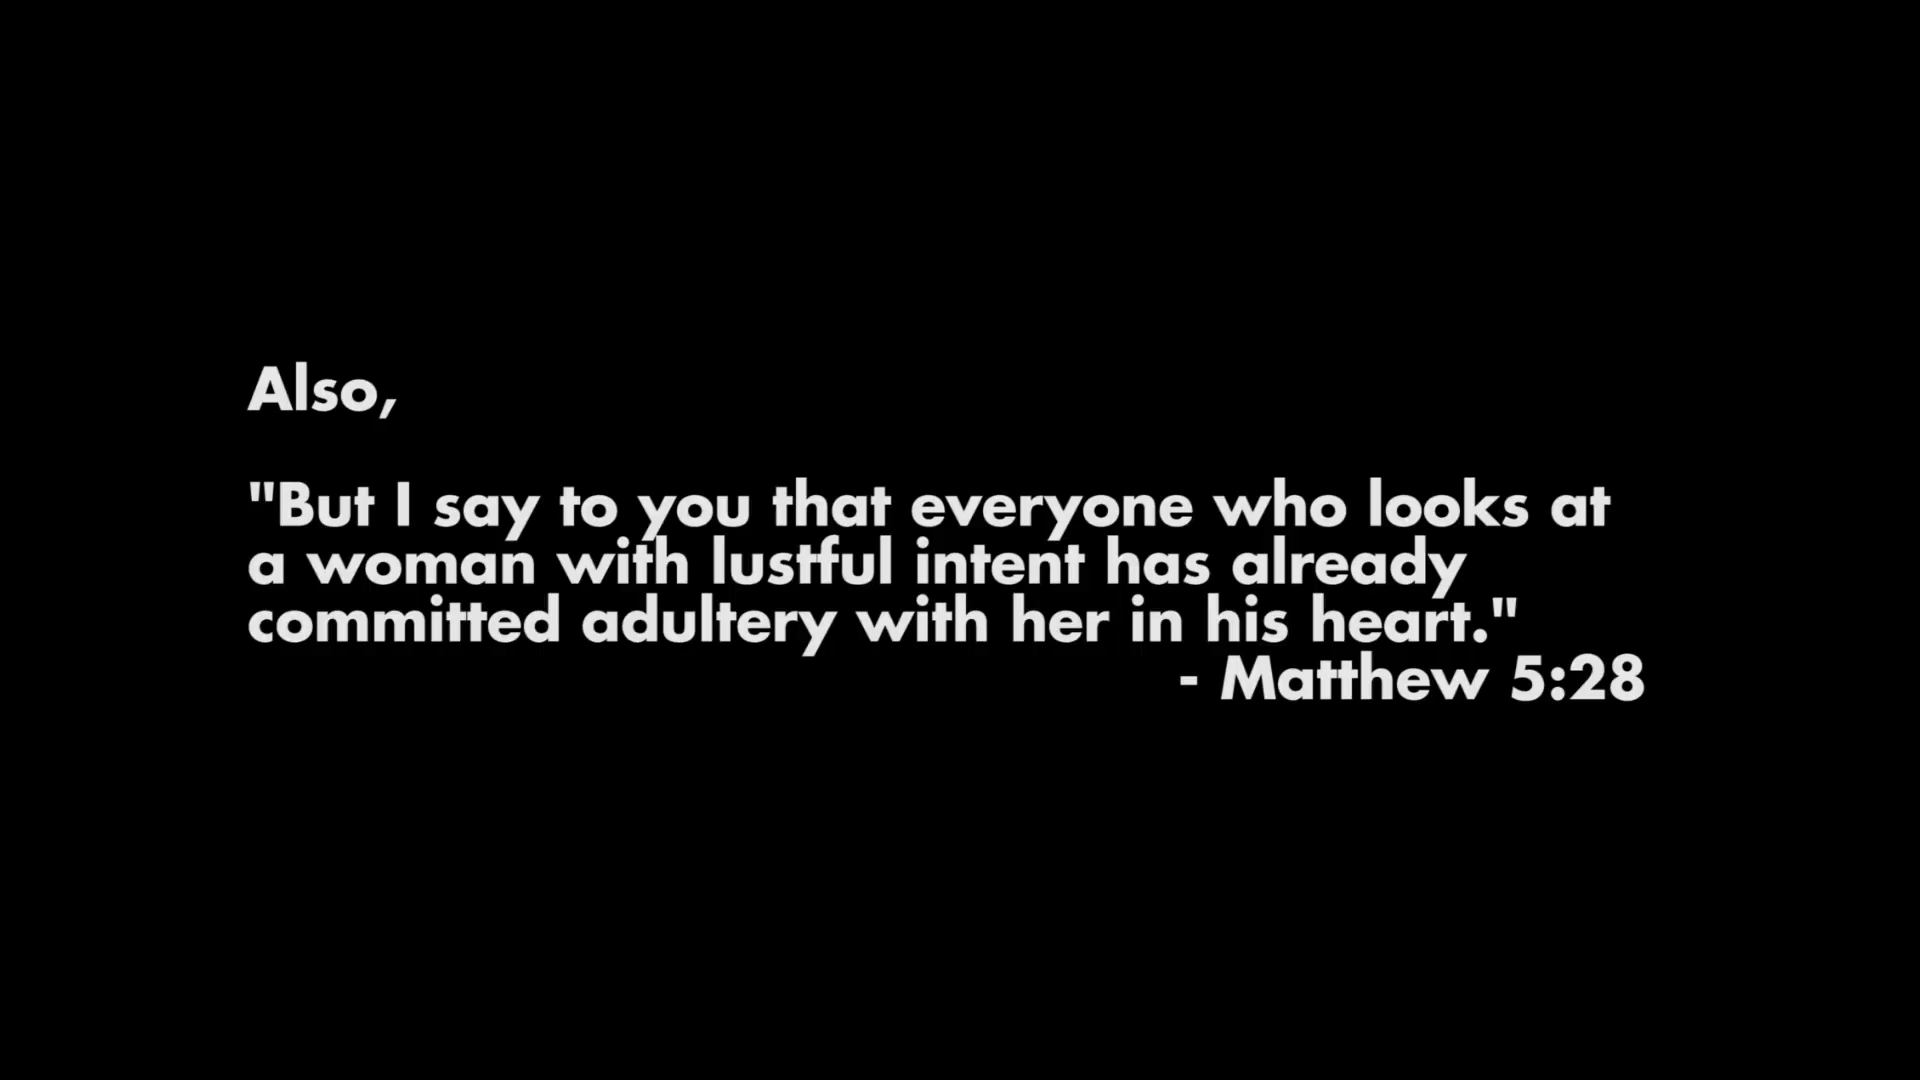 Also,
"But I say to you that everyone who looks at
a woman with lustful intent has already
committed adultery with her in his heart."
- Matthew 5:28